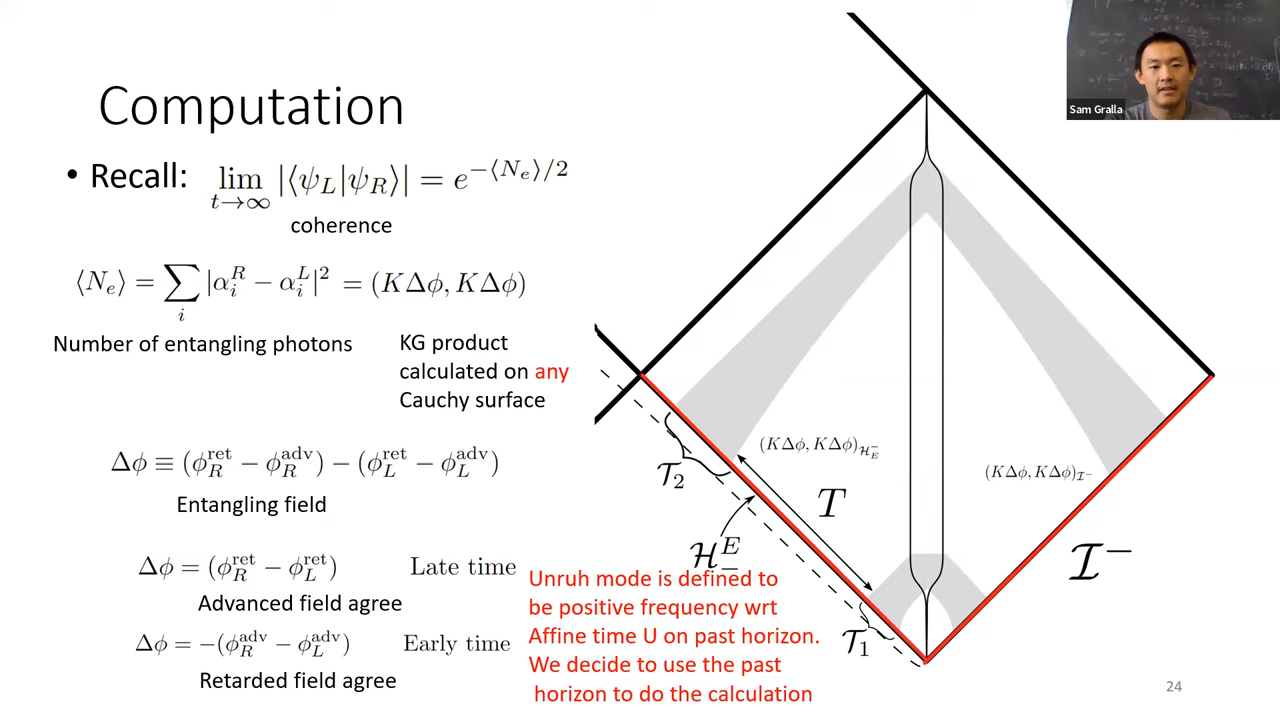 Computation
• Recall: lim t→∞ |⟨ψ_L|ψ_R⟩| = e^{-⟨N_e⟩/2}
coherence
⟨N_e⟩ = ∑_i |α_i^R − α_i^L|^2 = (KΔϕ, KΔϕ)
Number of entangling photons
KG product
calculated on any
Cauchy surface
Δϕ ≡ (ϕ_R^ret − ϕ_R^adv) − (ϕ_L^ret − ϕ_L^adv)
Entangling field
Δϕ = (ϕ_R^ret − ϕ_L^ret) Late time
Advanced field agree
Δϕ = −(ϕ_R^adv − ϕ_L^adv) Early time
Retarded field agree
Unruh mode is defined to
be positive frequency wrt
Affine time U on past horizon.
We decide to use the past
horizon to do the calculation
(KΔϕ, KΔϕ)_{ℋ_E^−}
(KΔϕ, KΔϕ)_{ℐ^−}
𝒯_2
T
ℋ_−^E
ℐ^−
𝒯_1
Sam Gralla
24